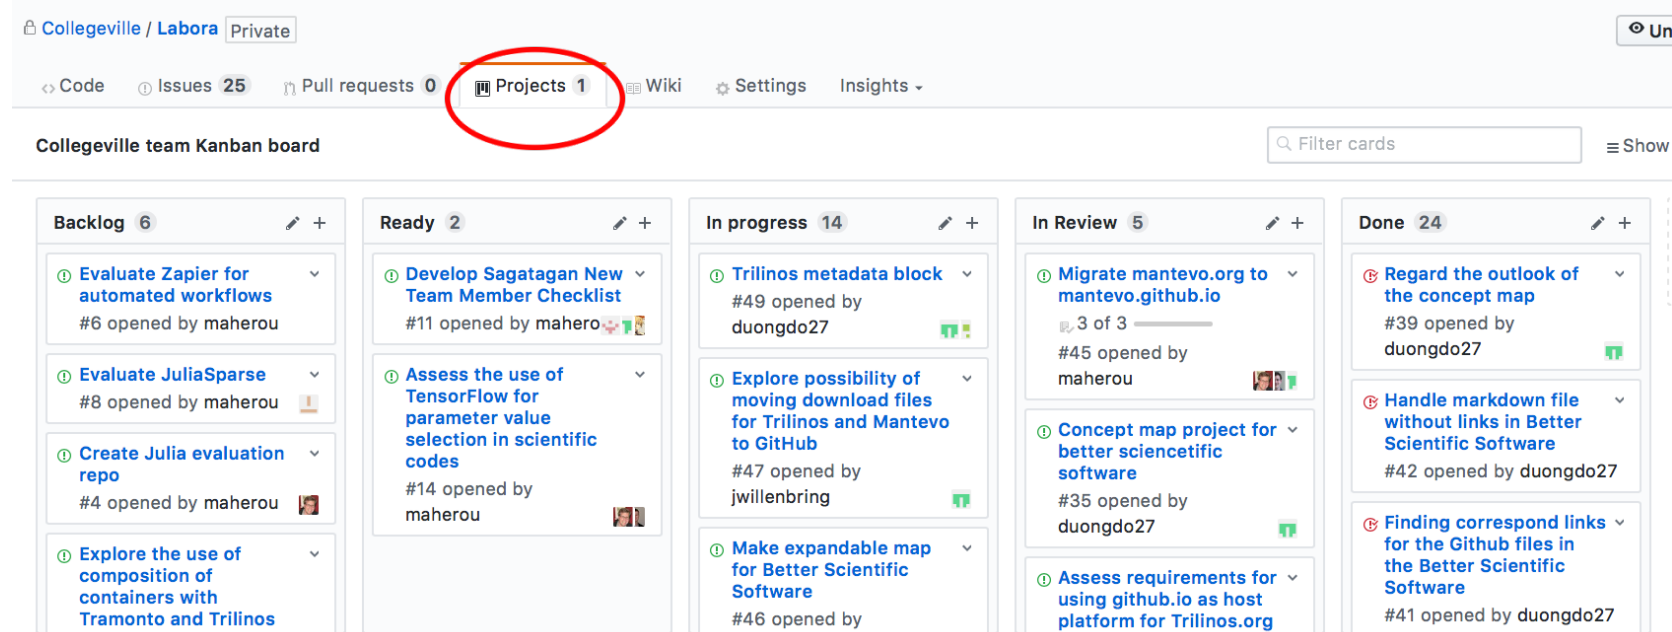 Collegeville / Labora Private
Un
Code Issues 25 Pull requests 0 Projects 1 Wiki Settings Insights
Collegeville team Kanban board
Filter cards
Show
Backlog 6
Evaluate Zapier for
automated workflows
#6 opened by maherou
Evaluate JuliaSparse
#8 opened by maherou
Create Julia evaluation
repo
#4 opened by maherou
Explore the use of
composition of
containers with
Tramonto and Trilinos
Ready 2
Develop Sagatagan New
Team Member Checklist
#11 opened by mahero
Assess the use of
TensorFlow for
parameter value
selection in scientific
codes
#14 opened by
maherou
In progress 14
Trilinos metadata block
#49 opened by
duongdo27
Explore possibility of
moving download files
for Trilinos and Mantevo
to GitHub
#47 opened by
jwillenbring
Make expandable map
for Better Scientific
Software
#46 opened by
In Review 5
Migrate mantevo.org to
mantevo.github.io
3 of 3
#45 opened by
maherou
Concept map project for
better sciencetific
software
#35 opened by
duongdo27
Assess requirements for
using github.io as host
platform for Trilinos.org
Done 24
Regard the outlook of
the concept map
#39 opened by
duongdo27
Handle markdown file
without links in Better
Scientific Software
#42 opened by duongdo27
Finding correspond links
for the Github files in
the Better Scientific
Software
#41 opened by duongdo27